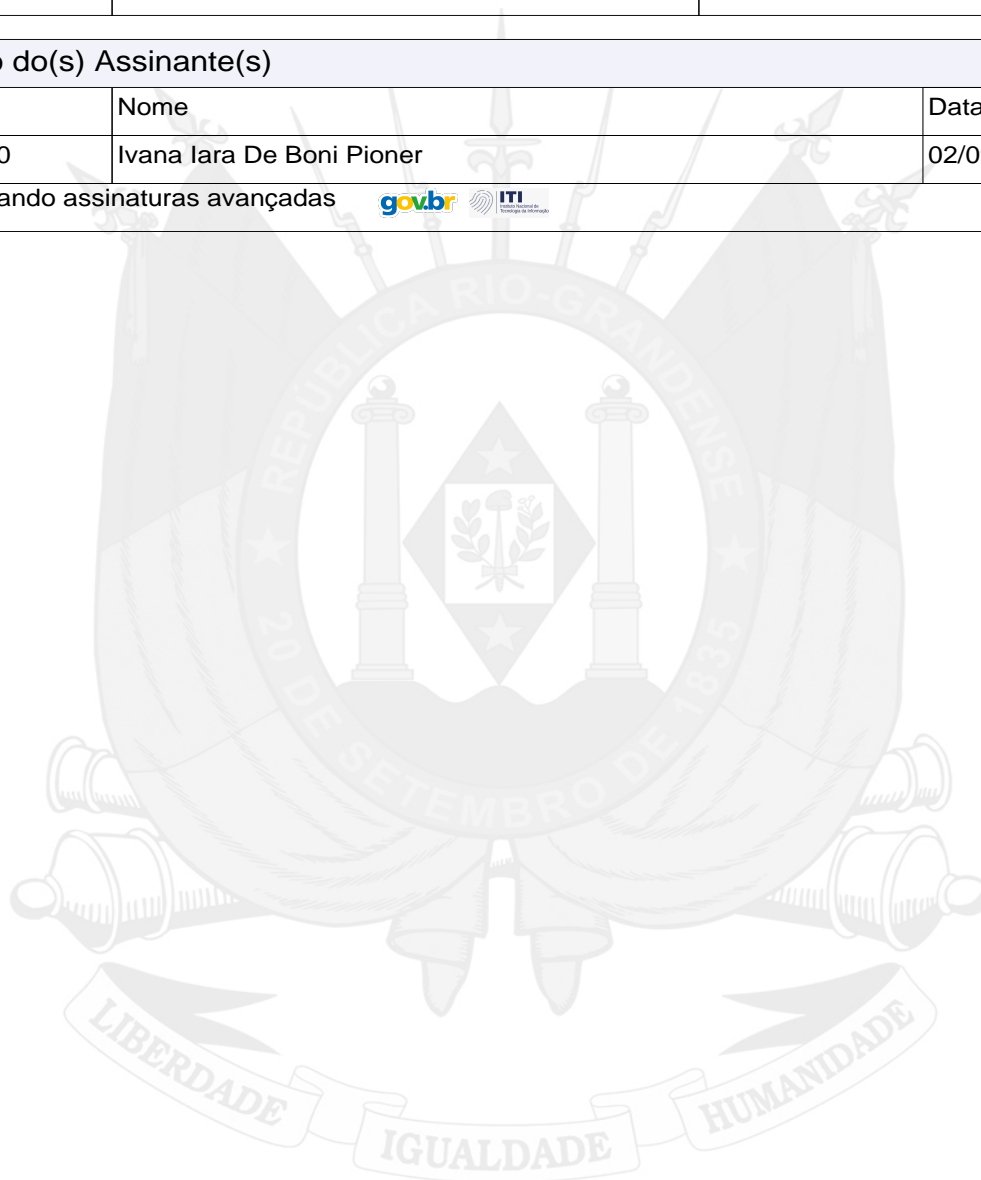 o do(s) Assinante(s)
Nome
Data
0
Ivana Iara De Boni Pioner
02/0
ando assinaturas avançadas
gov.br
ITI
REPÚBLICA RIO-GRANDENSE
20 DE SETEMBRO DE 1835
LIBERDADE
IGUALDADE
HUMANIDADE